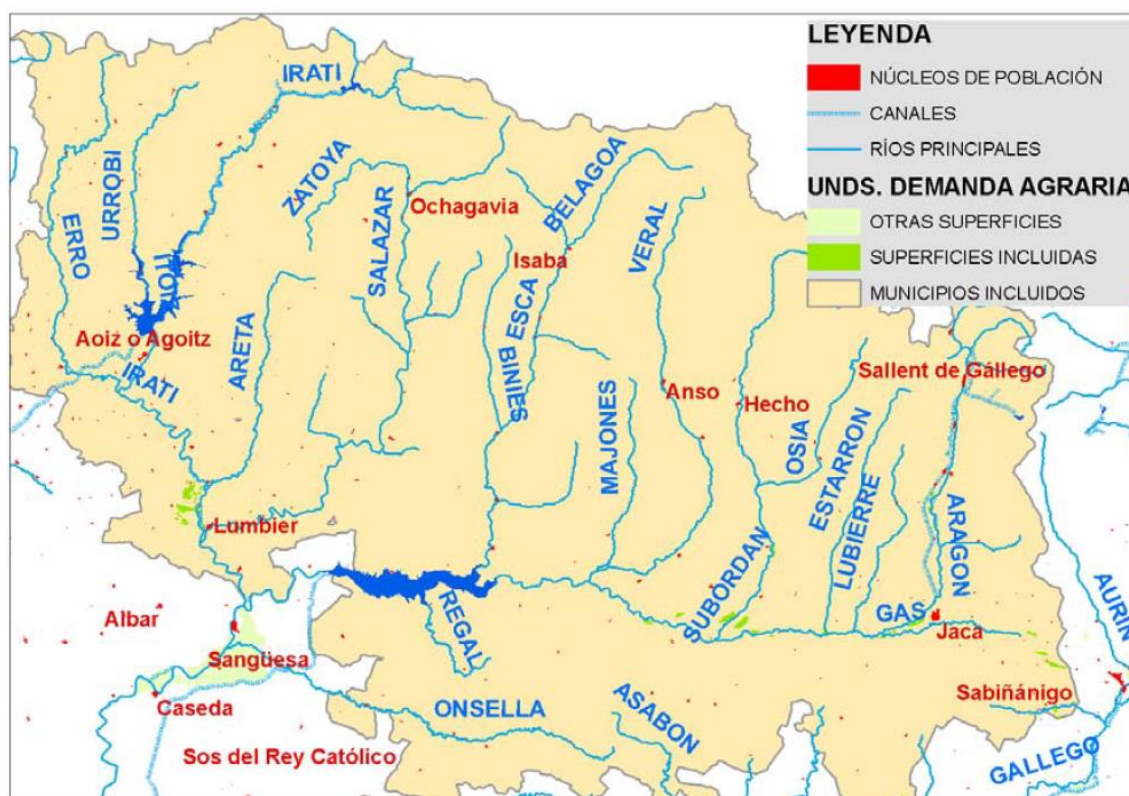 LEYENDA
NÚCLEOS DE POBLACIÓN
CANALES
RÍOS PRINCIPALES
UNDS. DEMANDA AGRARIA
OTRAS SUPERFICIES
SUPERFICIES INCLUIDAS
MUNICIPIOS INCLUIDOS
IRATI
URROBI
ERRO
ZATOYA
SALAZAR
Ochagavia
BELAGOA
ITOIZ
Isaba
VERAL
ESCA
Aoiz o Agoitz
IRATI
ARETA
BINIES
MAJONES
Anso
Hecho
OSIA
Sallent de Gállego
ESTARRON
LUBIERRE
ARAGON
Lumbier
SUBORDAN
GAS
Jaca
AURIN
Albar
REGAL
Sangüesa
Caseda
ONSELLA
ASABON
Sabiñánigo
Sos del Rey Católico
GALLEGO